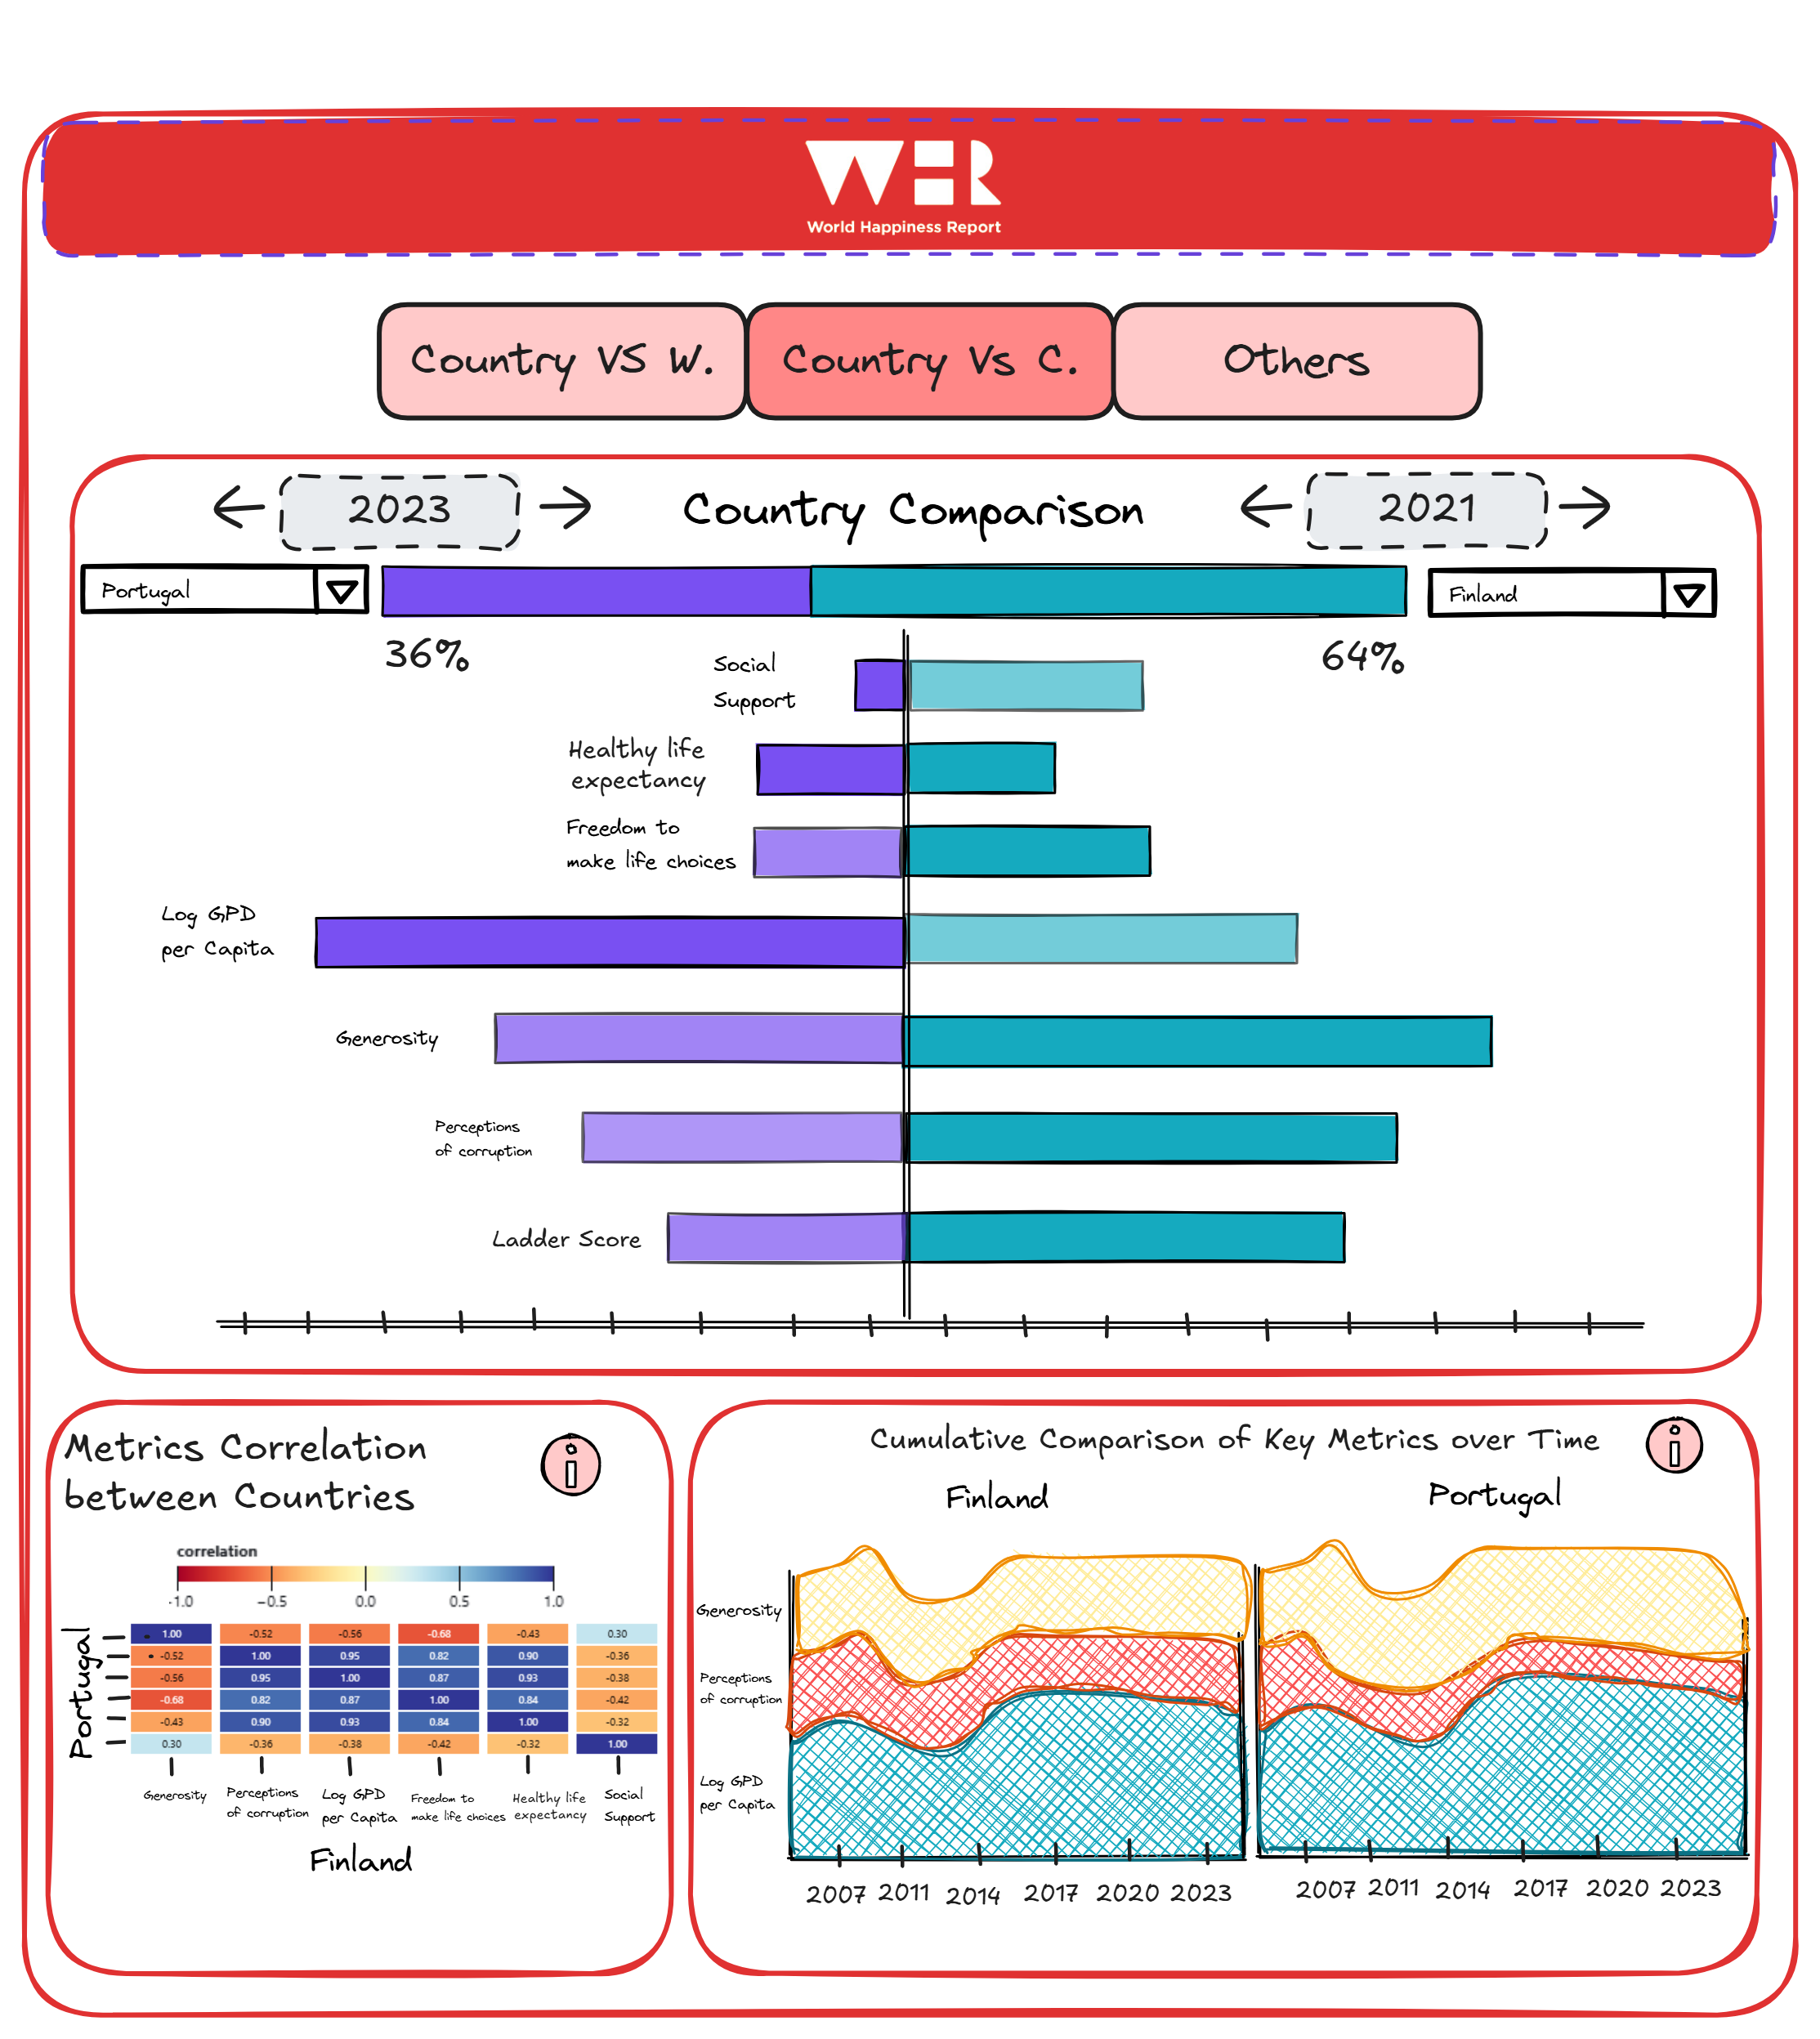 WHR
World Happiness Report
Country VS W.
Country Vs C.
Others
2023
Country Comparison
2021
Portugal
Finland
36%
64%
Social
Support
Healthy life
expectancy
Freedom to
make life choices
Log GPD
per Capita
Generosity
Perceptions
of corruption
Ladder Score
Metrics Correlation
between Countries
i
correlation
-1.0 -0.5 0.0 0.5 1.0
Portugal
1.00 -0.52 -0.56 -0.68 -0.43 0.30
-0.52 1.00 0.95 0.82 0.90 -0.36
-0.56 0.95 1.00 0.87 0.93 -0.38
-0.68 0.82 0.87 1.00 0.84 -0.42
-0.43 0.90 0.93 0.84 1.00 -0.32
0.30 -0.36 -0.38 -0.42 -0.32 1.00
Generosity
Perceptions
of corruption
Log GPD
per Capita
Freedom to
make life choices
Healthy life
expectancy
Social
Support
Finland
Cumulative Comparison of Key Metrics over Time
i
Finland
Portugal
Generosity
Perceptions
of corruption
Log GPD
per Capita
2007 2011 2014 2017 2020 2023
2007 2011 2014 2017 2020 2023